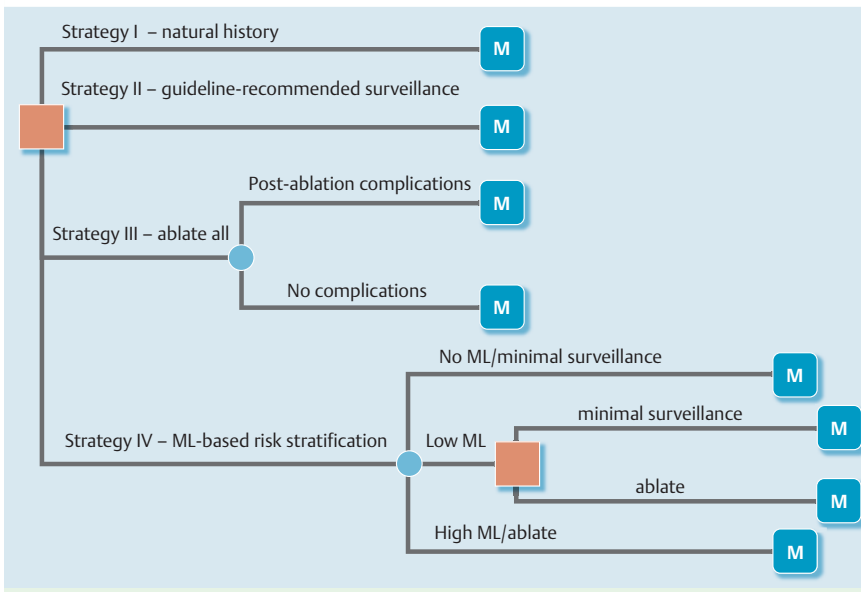 Strategy I – natural history
M
Strategy II – guideline-recommended surveillance
M
Post-ablation complications
M
Strategy III – ablate all
No complications
M
No ML/minimal surveillance
M
minimal surveillance
M
Strategy IV – ML-based risk stratification
Low ML
ablate
M
High ML/ablate
M